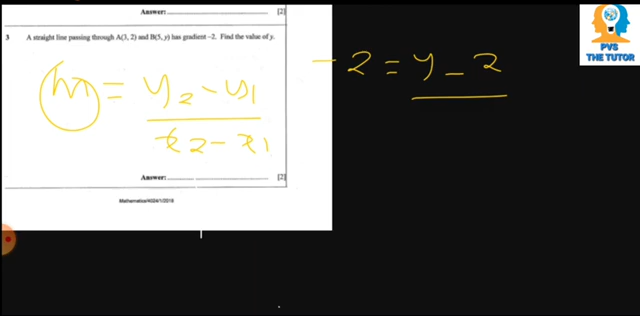 Answer: [2]
3 A straight line passing through A(3, 2) and B(5, y) has gradient –2. Find the value of y.
m = y2 - y1
x2 - x1
Answer: [2]
Mathematics/4024/1/2018
- 2 = y - 2
PVS
THE TUTOR